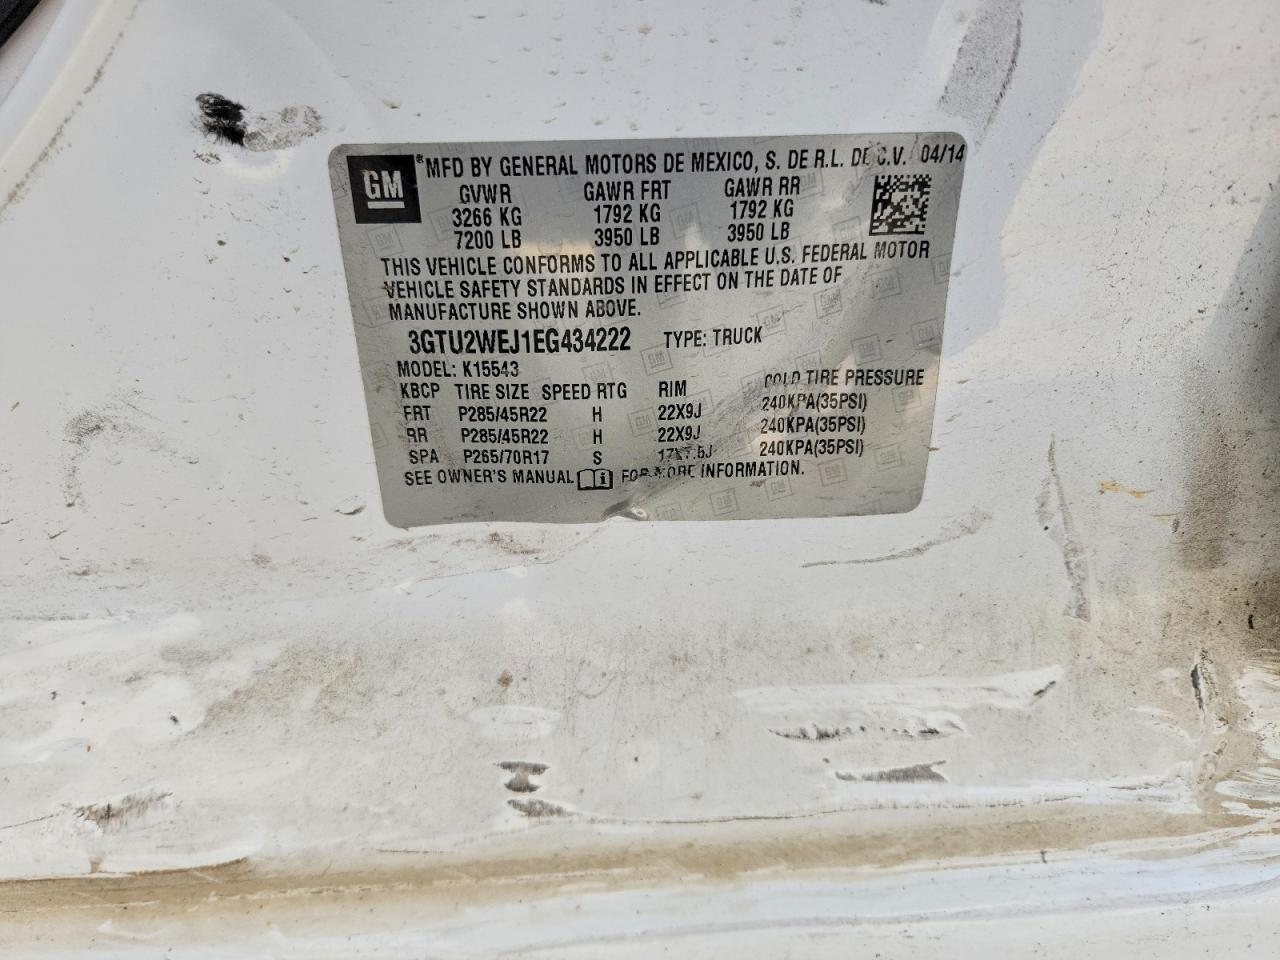 GM
® MFD BY GENERAL MOTORS DE MEXICO, S. DE R.L. DE C.V. 04/14
GVWR GAWR FRT GAWR RR
3266 KG 1792 KG 1792 KG
7200 LB 3950 LB 3950 LB
THIS VEHICLE CONFORMS TO ALL APPLICABLE U.S. FEDERAL MOTOR
VEHICLE SAFETY STANDARDS IN EFFECT ON THE DATE OF
MANUFACTURE SHOWN ABOVE.
3GTU2WEJ1EG434222 TYPE: TRUCK
MODEL: K15543
KBCP TIRE SIZE SPEED RTG RIM COLD TIRE PRESSURE
FRT P285/45R22 H 22X9J 240KPA(35PSI)
RR P285/45R22 H 22X9J 240KPA(35PSI)
SPA P265/70R17 S 17X7.5J 240KPA(35PSI)
SEE OWNER'S MANUAL i FOR MORE INFORMATION.